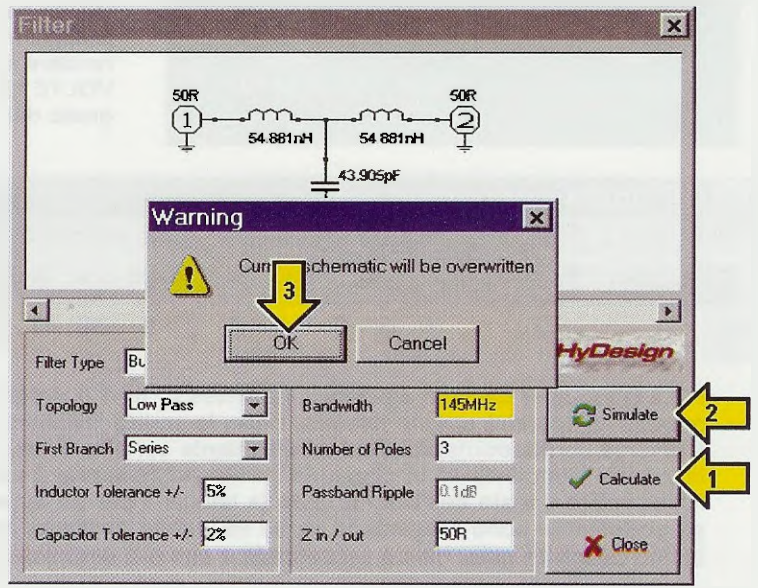 Filter
50R
50R
1
2
54.881nH
54.881nH
43.905pF
Warning
schematic will be overwritten
3
OK
Cancel
HyDesign
Filter Type
Topology
Low Pass
First Branch
Series
Inductor Tolerance +/-
5%
Capacitor Tolerance +/-
2%
Bandwidth
145MHz
Number of Poles
3
Passband Ripple
0.1dB
Z in / out
50R
Simulate
2
Calculate
1
Close